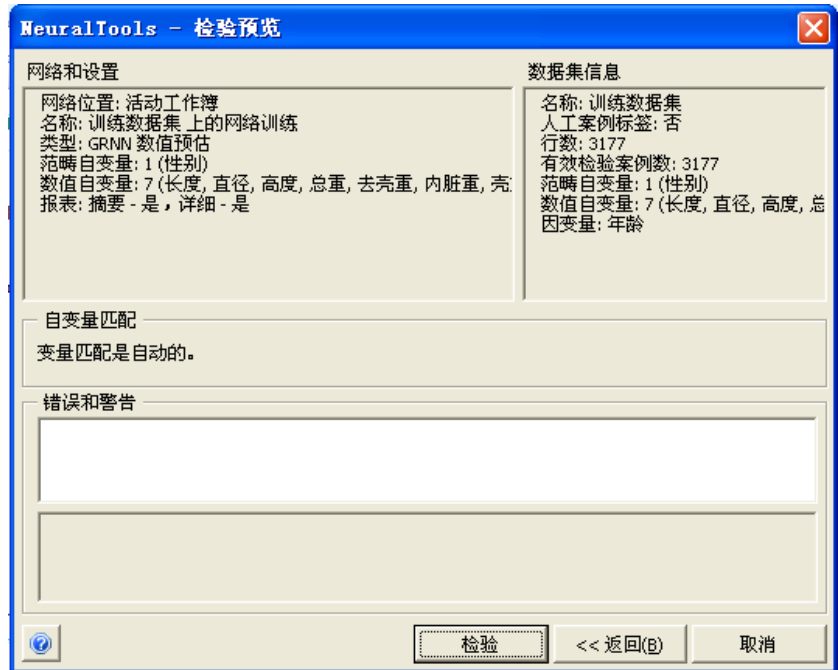 NeuralTools - 检验预览
网络和设置
网络位置: 活动工作簿
名称: 训练数据集 上的网络训练
类型: GRNN 数值预估
范畴自变量: 1 (性别)
数值自变量: 7 (长度, 直径, 高度, 总重, 去壳重, 内脏重, 壳
报表: 摘要 - 是，详细 - 是
数据集信息
名称: 训练数据集
人工案例标签: 否
行数: 3177
有效检验案例数: 3177
范畴自变量: 1 (性别)
数值自变量: 7 (长度, 直径, 高度, 总
因变量: 年龄
自变量匹配
变量匹配是自动的。
错误和警告
检验
<< 返回(B)
取消